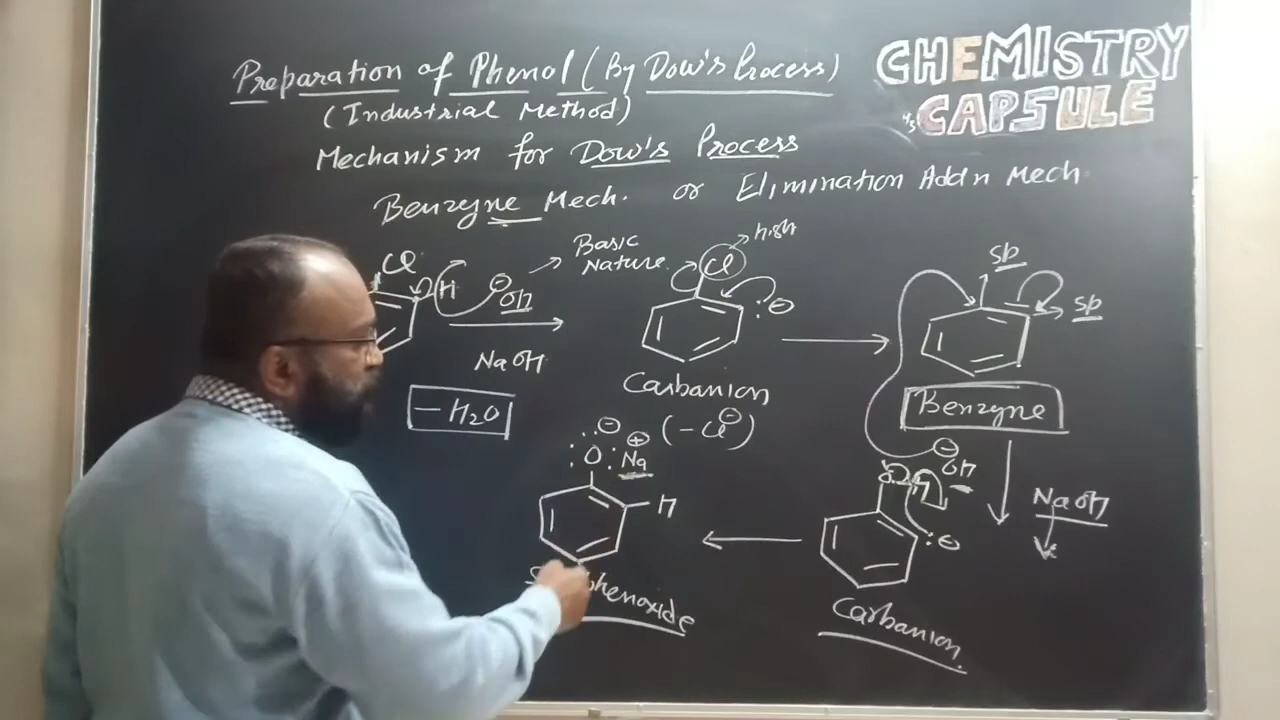 Preparation of Phenol (By Dow's Process)
(Industrial Method)
CHEMISTRY
CAPSULE
Mechanism for Dow's Process
Benzyne Mech. or Elimination Addn Mech.
Cl
H
⊖
OH
Basic
Nature
NaOH
− H2O
Cl
:⊖
Carbanion
(− Cl⊖)
sp
sp
Benzyne
⊖
OH
NaOH
O H
:⊖
Carbanion
⊖
⊕
: O : Na
H
phenoxide